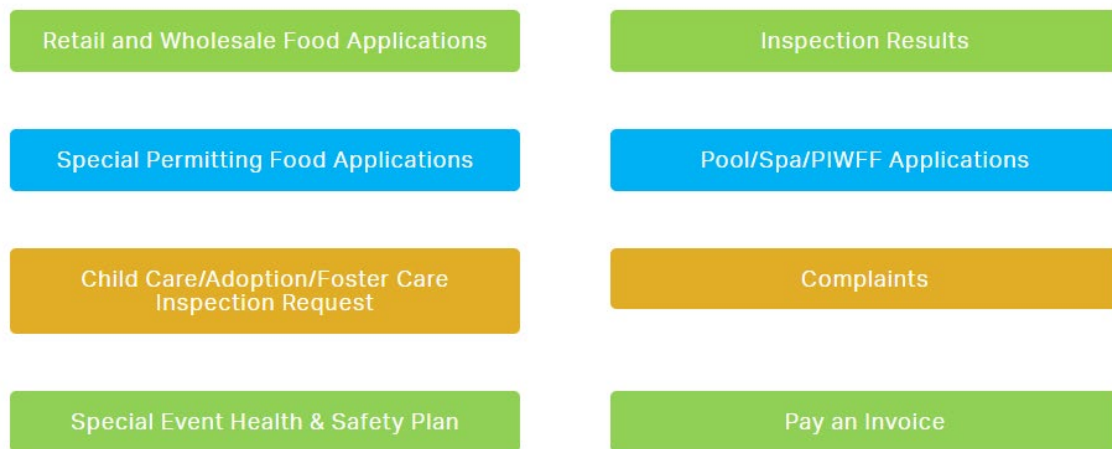 Retail and Wholesale Food Applications
Inspection Results
Special Permitting Food Applications
Pool/Spa/PIWFF Applications
Child Care/Adoption/Foster Care
Inspection Request
Complaints
Special Event Health & Safety Plan
Pay an Invoice